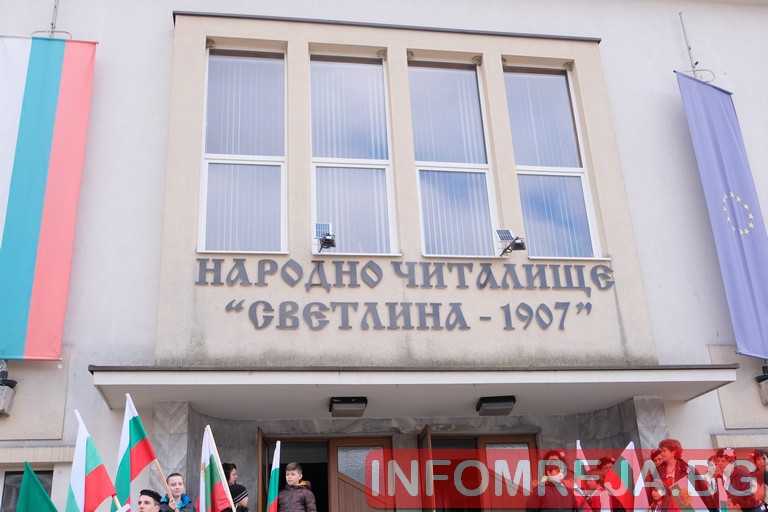 НАРОДНО ЧИТАЛИЩЕ
“СВЕТЛИНА - 1907”
INFOMREJA.BG